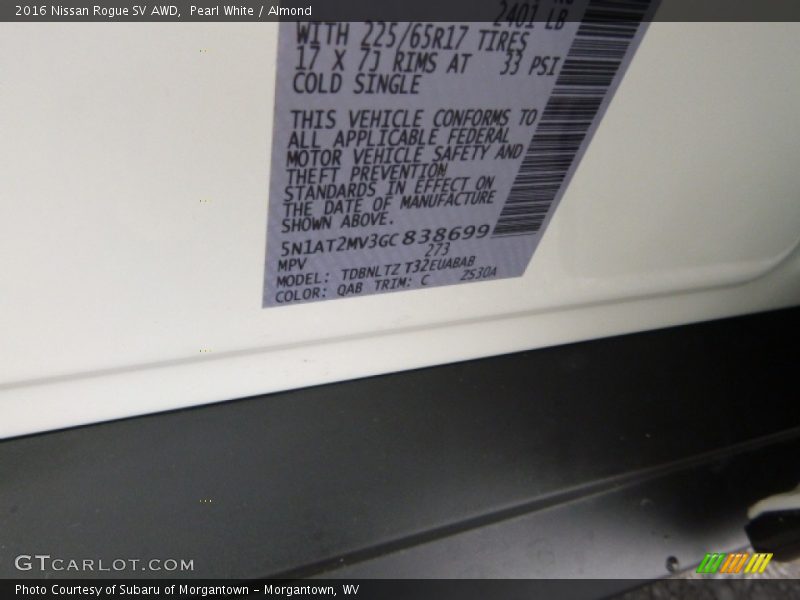 2016 Nissan Rogue SV AWD,  Pearl White / Almond
2401 LB
WITH 225/65R17 TIRES
17 X 7J RIMS AT 33 PSI
COLD SINGLE
THIS VEHICLE CONFORMS TO
ALL APPLICABLE FEDERAL
MOTOR VEHICLE SAFETY AND
THEFT PREVENTION
STANDARDS IN EFFECT ON
THE DATE OF MANUFACTURE
SHOWN ABOVE.
5N1AT2MV3GC838699
MPV 273
MODEL: TDBNLTZ T32EUABAB
COLOR: QAB TRIM: C ZS30A
GTCARLOT.COM
Photo Courtesy of Subaru of Morgantown – Morgantown, WV